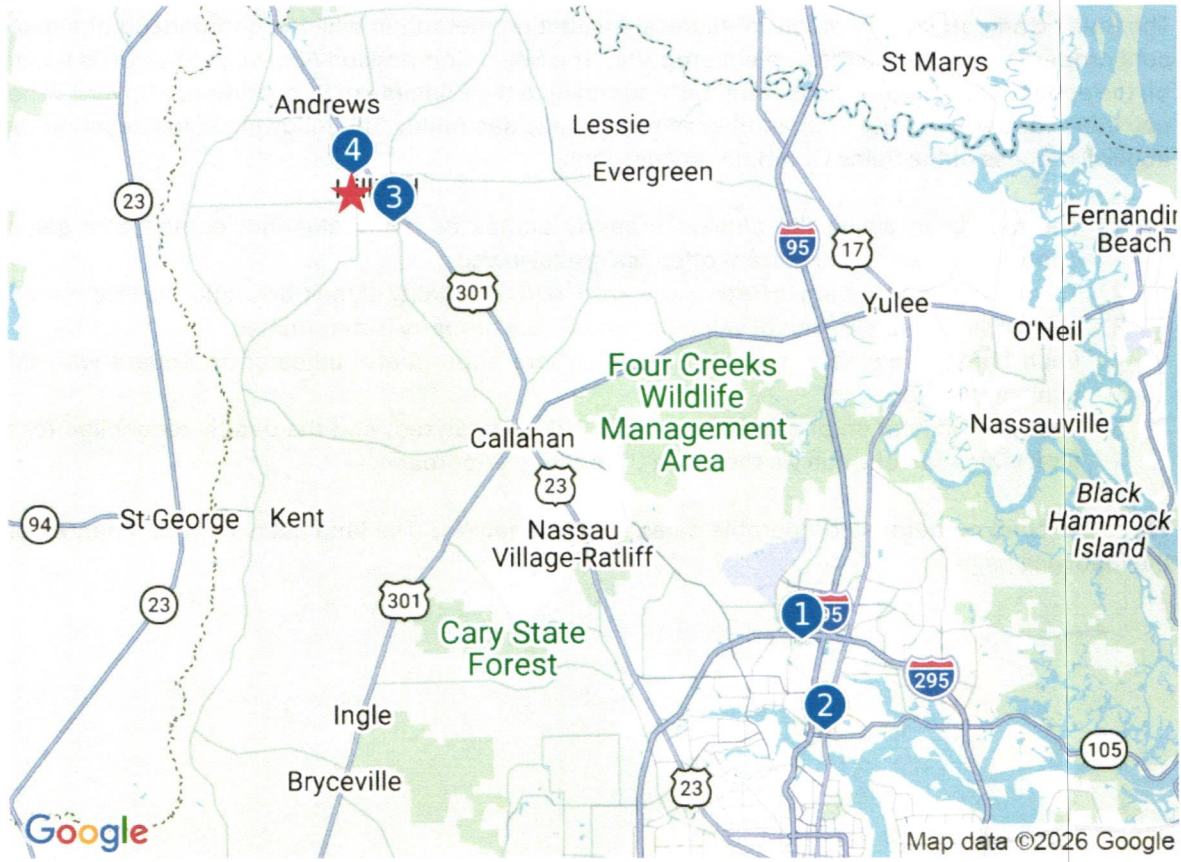 St Marys
Andrews
Lessie
4
Evergreen
3
23
Fernandin
Beach
95
17
301
Yulee
O'Neil
Four Creeks
Wildlife
Management
Area
Callahan
Nassauville
23
Black
Hammock
Island
94
St George
Kent
Nassau
Village-Ratliff
23
301
1
95
Cary State
Forest
295
2
Ingle
105
Bryceville
23
Google
Map data ©2026 Google